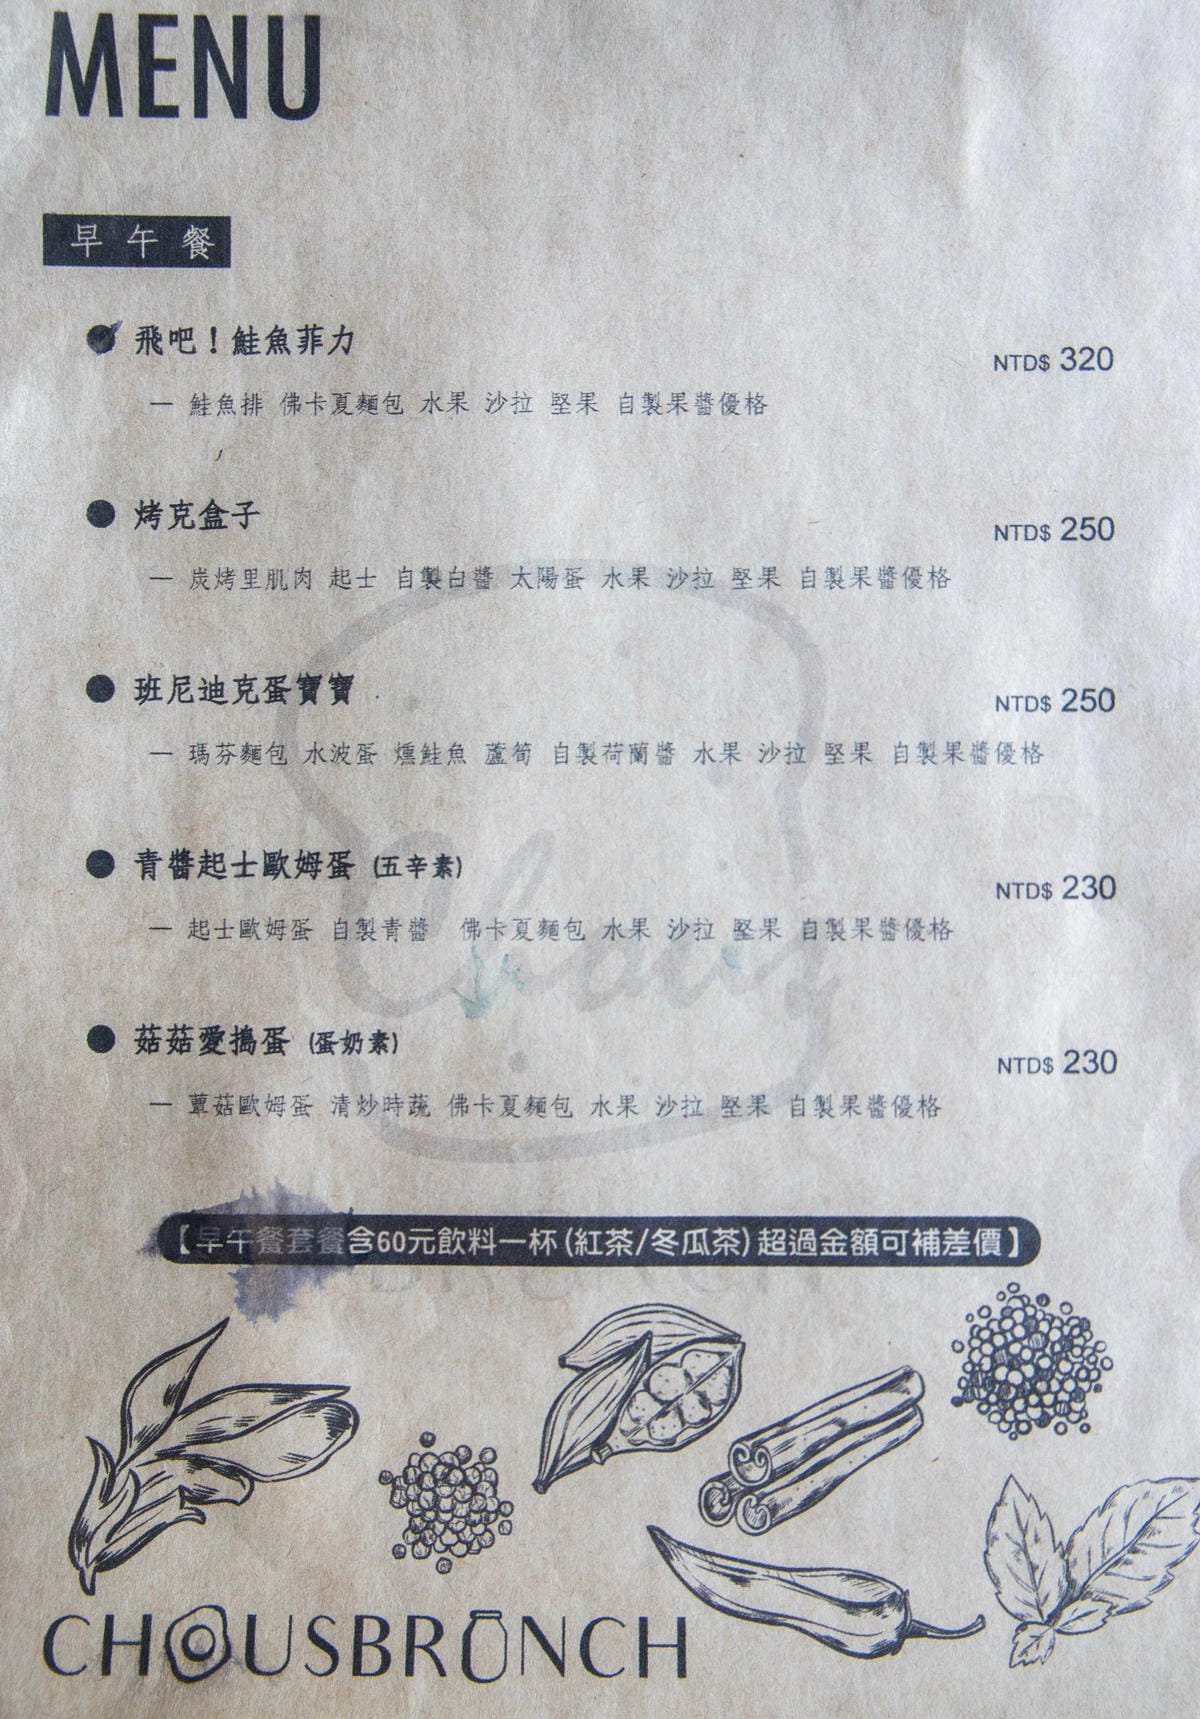 MENU
早午餐
飛吧！鮭魚菲力
NTD$ 320
— 鮭魚排 佛卡夏麵包 水果 沙拉 堅果 自製果醬優格
烤克盒子
NTD$ 250
— 炭烤里肌肉 起士 自製白醬 太陽蛋 水果 沙拉 堅果 自製果醬優格
班尼迪克蛋寶寶
NTD$ 250
— 瑪芬麵包 水波蛋 燻鮭魚 蘆筍 自製荷蘭醬 水果 沙拉 堅果 自製果醬優格
青醬起士歐姆蛋 (五辛素)
NTD$ 230
— 起士歐姆蛋 自製青醬 佛卡夏麵包 水果 沙拉 堅果 自製果醬優格
菇菇愛搗蛋 (蛋奶素)
NTD$ 230
— 蕈菇歐姆蛋 清炒時蔬 佛卡夏麵包 水果 沙拉 堅果 自製果醬優格
【早午餐套餐含60元飲料一杯(紅茶/冬瓜茶)超過金額可補差價】
CHOUSBRUNCH